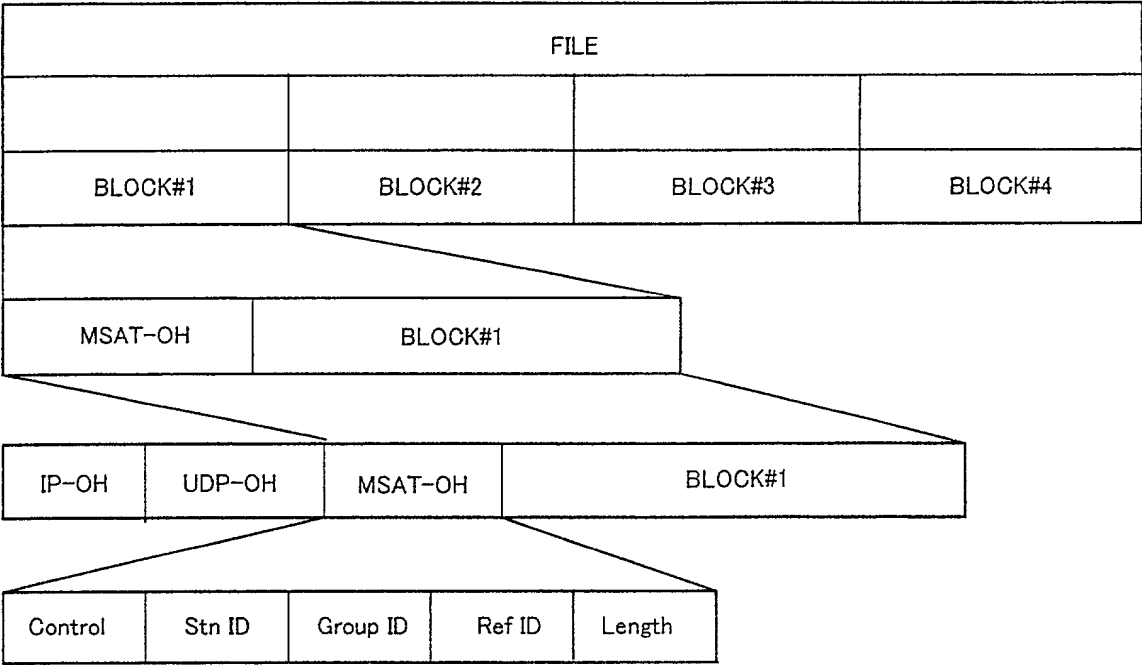 FILE
BLOCK#1 BLOCK#2 BLOCK#3 BLOCK#4
MSAT-OH BLOCK#1
IP-OH UDP-OH MSAT-OH BLOCK#1
Control Stn ID Group ID Ref ID Length